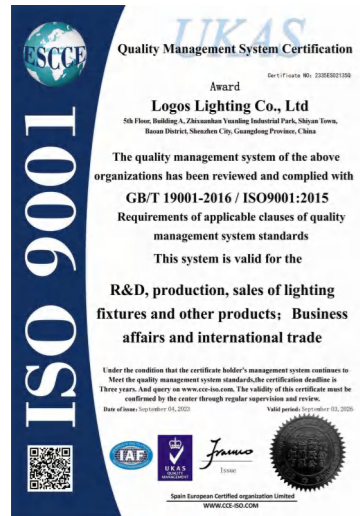 UKAS
ESCCE
Quality Management System Certification
Certificate NO: 2335ES02135Q
Award
Logos Lighting Co., Ltd
5th Floor, Building A, Zhixuanhan Yuanling Industrial Park, Shiyan Town,
Baoan District, Shenzhen City, Guangdong Province, China
The quality management system of the above
organizations has been reviewed and complied with
GB/T 19001-2016 / ISO9001:2015
Requirements of applicable clauses of quality
management system standards
This system is valid for the
R&D, production, sales of lighting
fixtures and other products; Business
affairs and international trade
Under the condition that the certificate holder's management system continues to
Meet the quality management system standards,the certification deadline is
Three years. And query on www.cce-iso.com. The validity of this certificate must be
confirmed by the center through regular supervision and review.
Date of issue: September 04, 2023
Valid period: September 03, 2026
ISO 9001
IAF
UKAS
QUALITY
MANAGEMENT
Issue
Spain European Certified organization Limited
WWW.CCE-ISO.COM